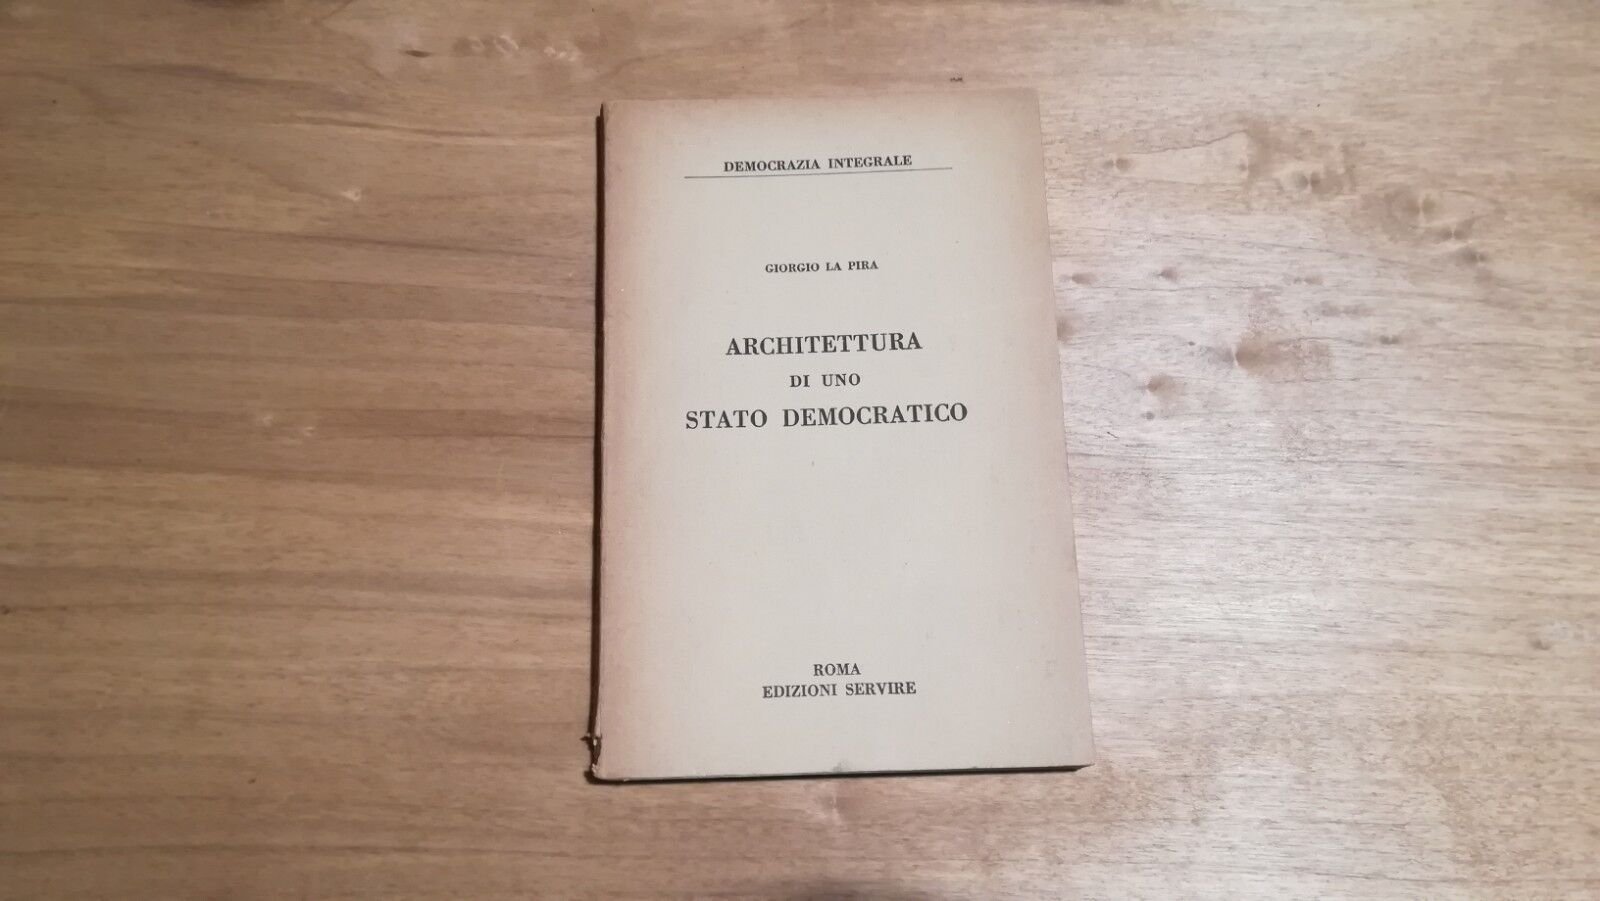 DEMOCRAZIA INTEGRALE
GIORGIO LA PIRA
ARCHITETTURA
DI UNO
STATO DEMOCRATICO
ROMA
EDIZIONI SERVIRE